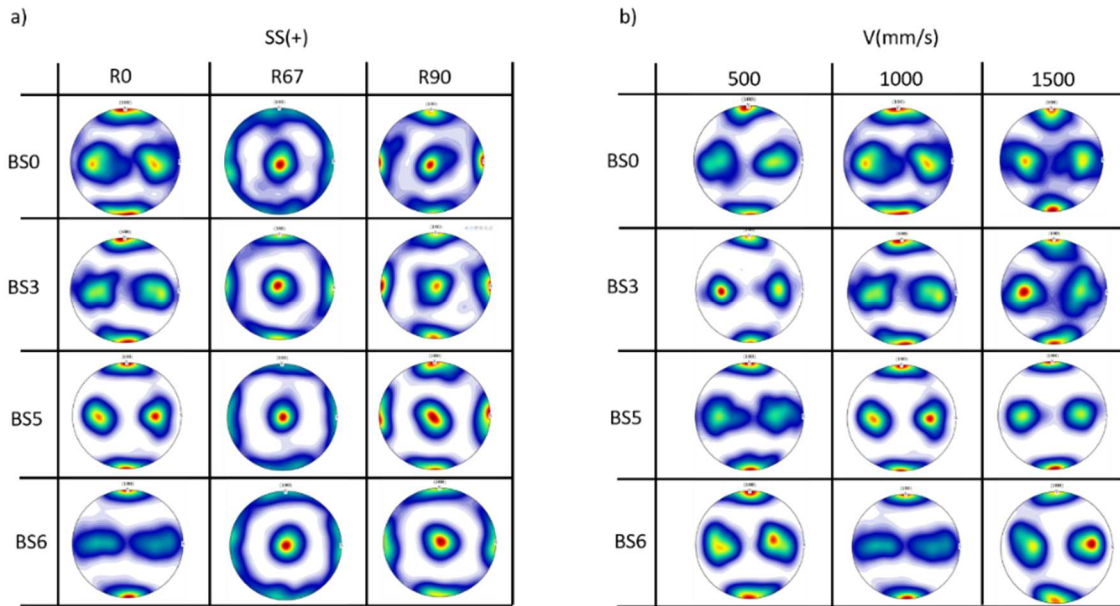 a)
SS(+)
R0 R67 R90
BS0
BS3
BS5
BS6
b)
V(mm/s)
500 1000 1500
BS0
BS3
BS5
BS6